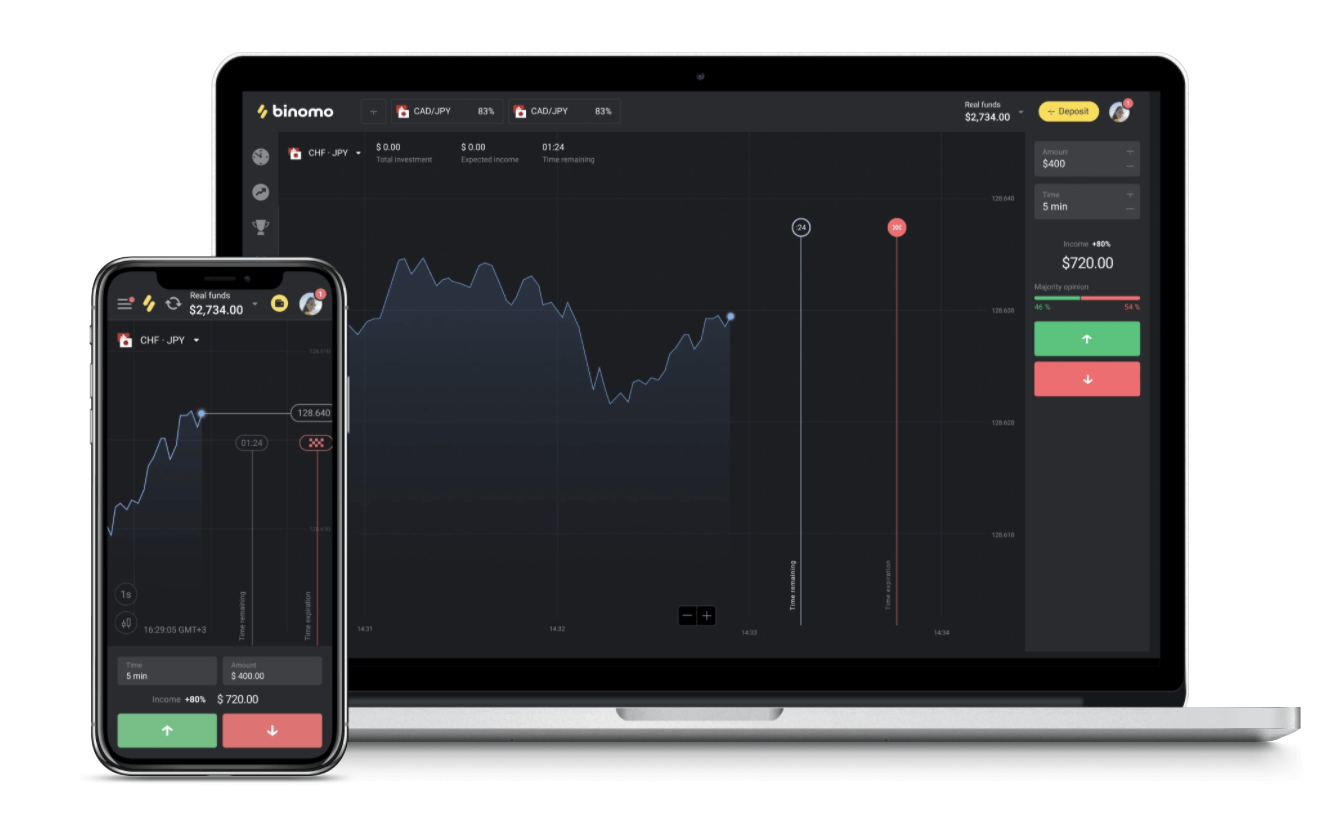 binomo
CAD/JPY 83%
CAD/JPY 83%
Real funds
$2,734.00
Deposit
1
CHF · JPY
$ 0.00
Total investment
$ 0.00
Expected income
01:24
Time remaining
Amount
$400
Time
5 min
Income +80%
$720.00
Majority opinion
46 %
54 %
128.640
128.638
128.628
128.618
:24
Time remaining
Time expiration
14:31
14:32
14:33
14:34
Real funds
$2,734.00
1
CHF · JPY
128.640
01:24
128.630
Time remaining
Time expiration
1s
16:29:05 GMT+3
Time
5 min
Amount
$ 400.00
Income +80% $ 720.00